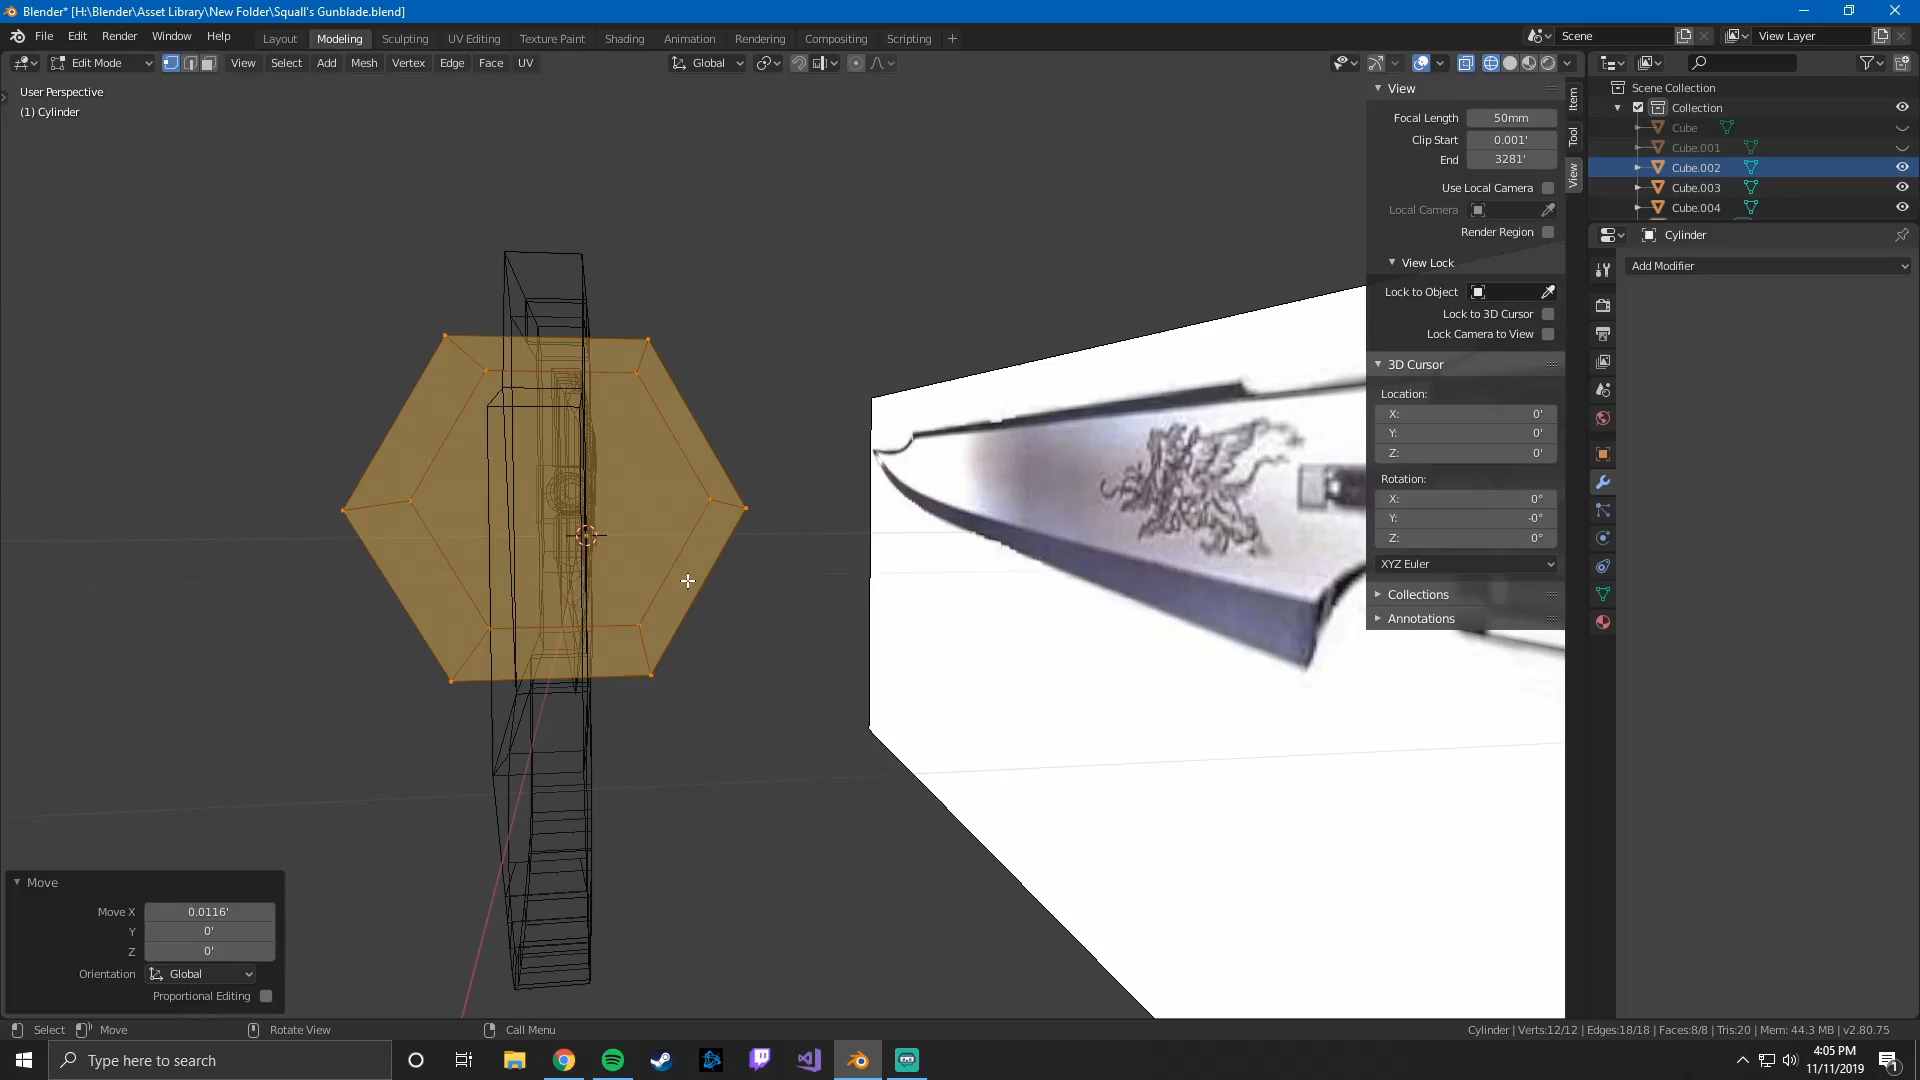 Blender* [H:\Blender\Asset Library\New Folder\Squall's Gunblade.blend]
File Edit Render Window Help
Layout Modeling Sculpting UV Editing Texture Paint Shading Animation Rendering Compositing Scripting
Scene View Layer
Edit Mode View Select Add Mesh Vertex Edge Face UV Global
User Perspective
(1) Cylinder
View
Focal Length 50mm
Clip Start 0.001'
End 3281'
Use Local Camera
Local Camera
Render Region
View Lock
Lock to Object
Lock to 3D Cursor
Lock Camera to View
3D Cursor
Location:
X: 0'
Y: 0'
Z: 0'
Rotation:
X: 0°
Y: -0°
Z: 0°
XYZ Euler
Collections
Annotations
Item
Tool
View
Scene Collection
Collection
Cube
Cube.001
Cube.002
Cube.003
Cube.004
Cylinder
Add Modifier
Move
Move X 0.0116'
Y 0'
Z 0'
Orientation Global
Proportional Editing
Select Move Rotate View Call Menu
Cylinder | Verts:12/12 | Edges:18/18 | Faces:8/8 | Tris:20 | Mem: 44.3 MB | v2.80.75
Type here to search
4:05 PM
11/11/2019
1